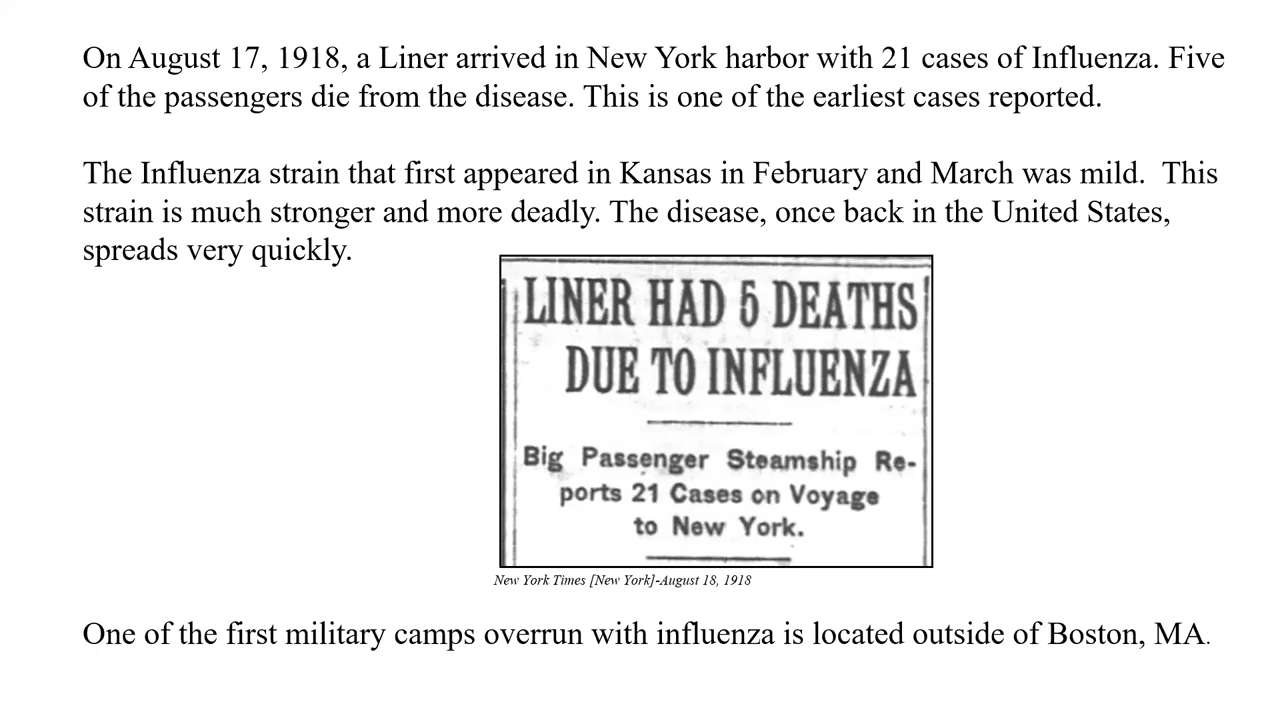 On August 17, 1918, a Liner arrived in New York harbor with 21 cases of Influenza. Five
of the passengers die from the disease. This is one of the earliest cases reported.
The Influenza strain that first appeared in Kansas in February and March was mild.  This
strain is much stronger and more deadly. The disease, once back in the United States,
spreads very quickly.
LINER HAD 5 DEATHS
DUE TO INFLUENZA
Big Passenger Steamship Re-
ports 21 Cases on Voyage
to New York.
New York Times [New York]-August 18, 1918
One of the first military camps overrun with influenza is located outside of Boston, MA.